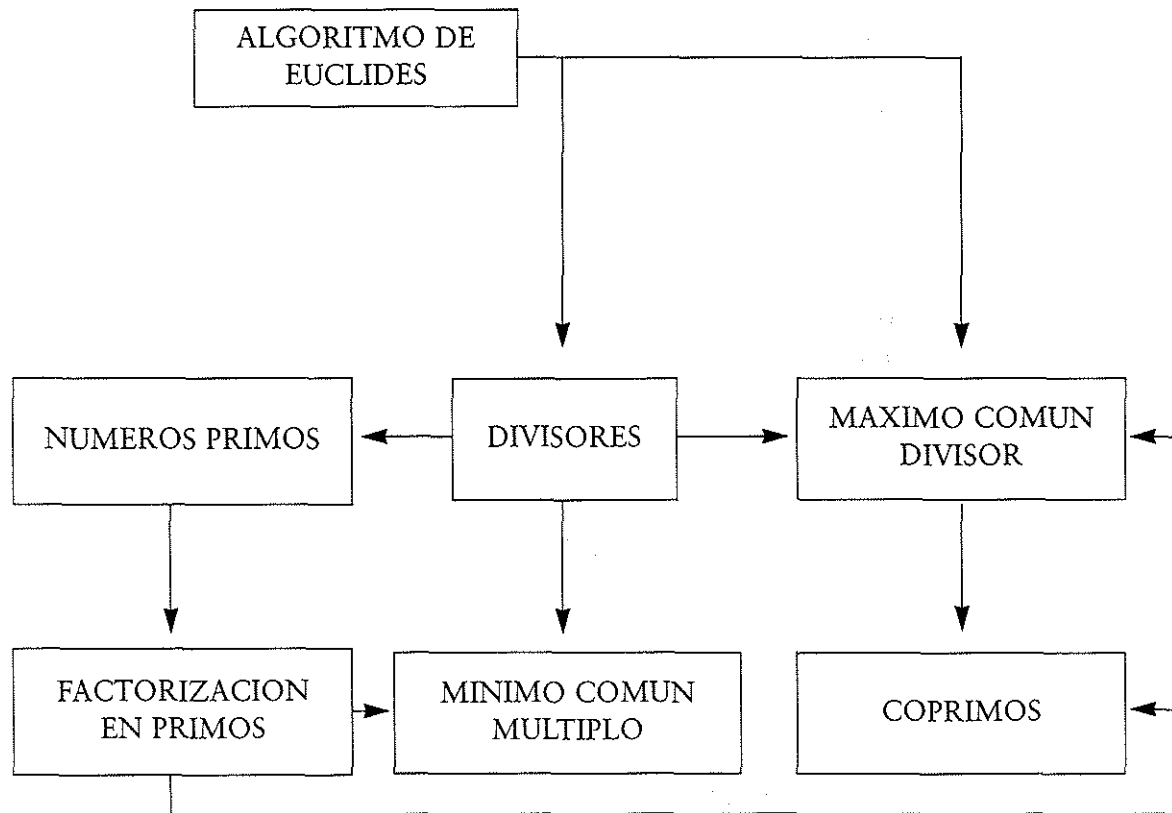 ALGORITMO DE
EUCLIDES
NUMEROS PRIMOS
DIVISORES
MAXIMO COMUN
DIVISOR
FACTORIZACION
EN PRIMOS
MINIMO COMUN
MULTIPLO
COPRIMOS